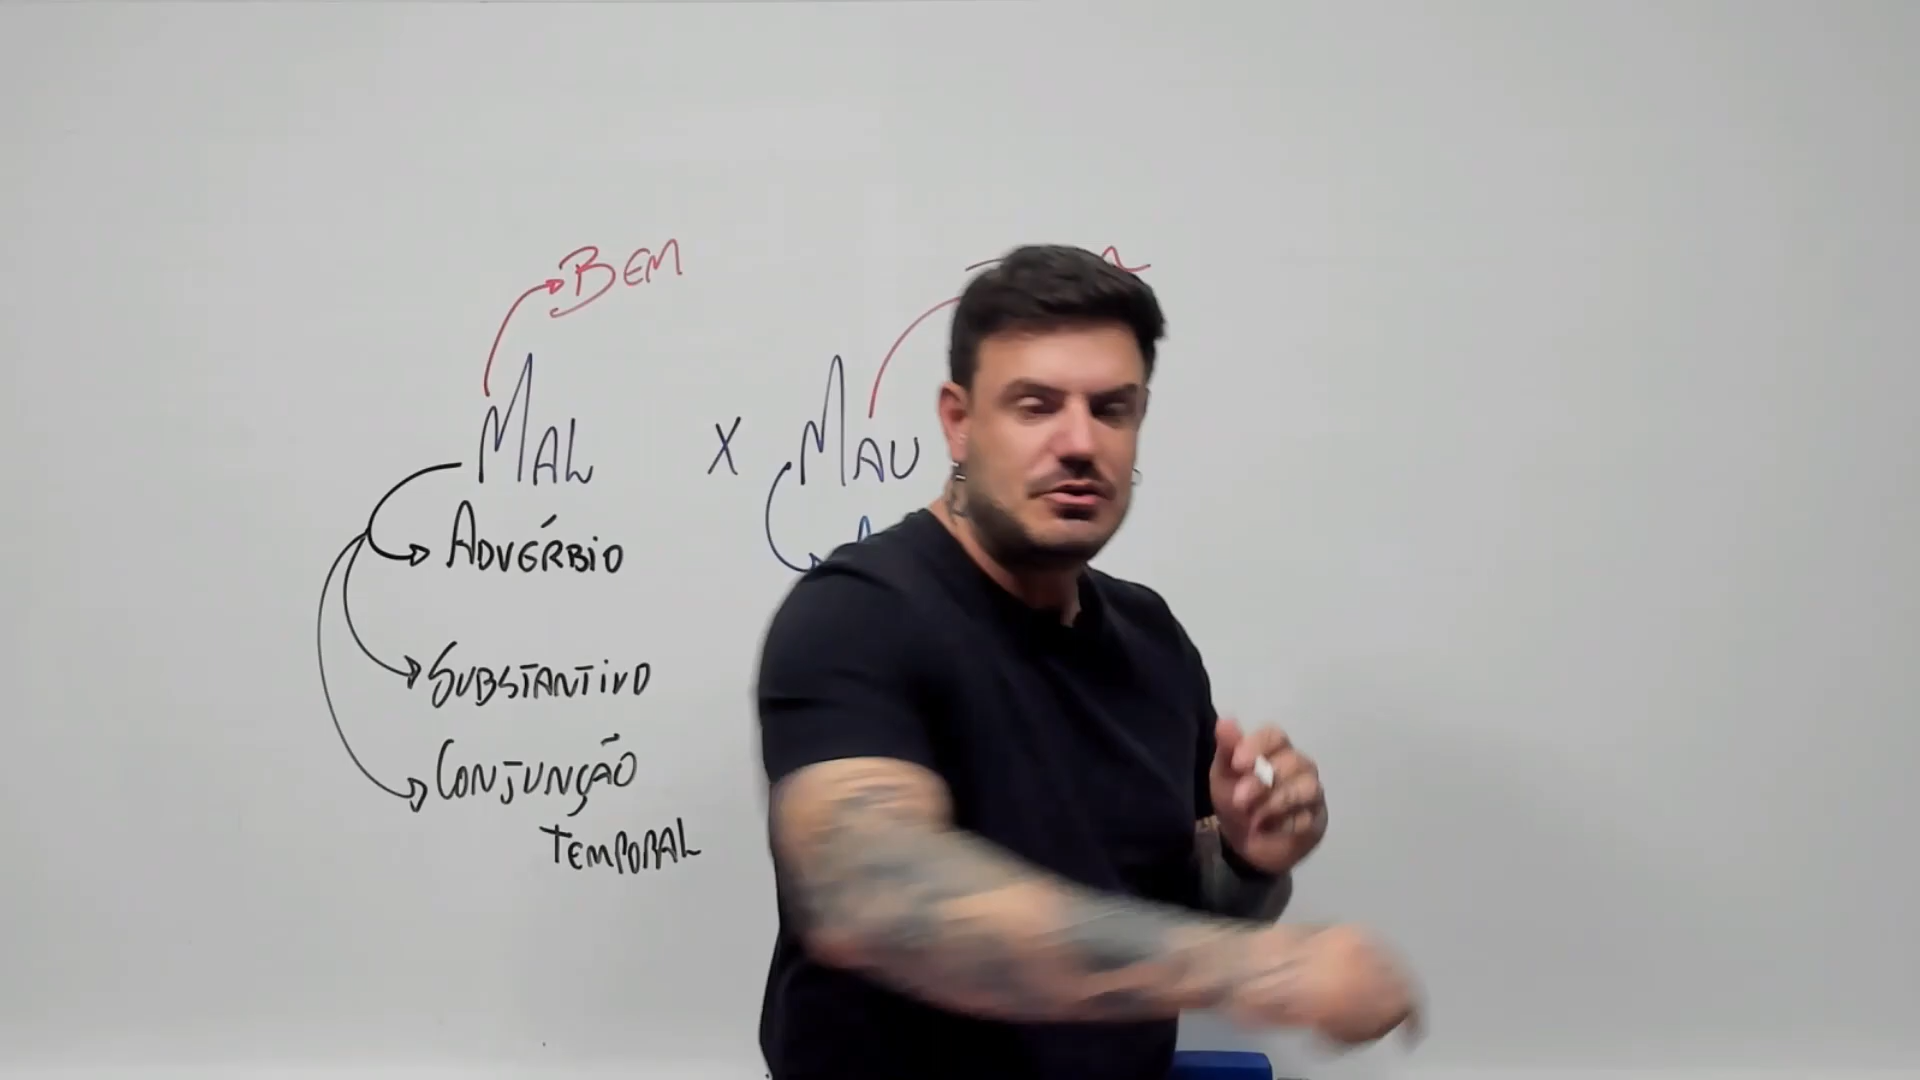 BEM
MAL X MAU
ADVÉRBIO
SUBSTANTIVO
CONJUNÇÃO
TEMPORAL